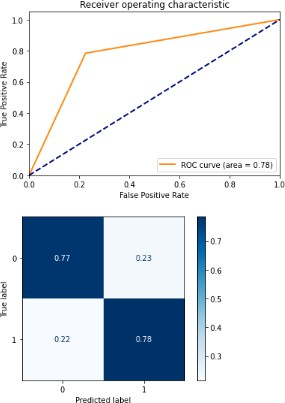 Receiver operating characteristic
1.0
0.8
0.6
0.4
0.2
0.0
True Positive Rate
ROC curve (area = 0.78)
0.0 0.2 0.4 0.6 0.8 1.0
False Positive Rate
True label
0
0.77 0.23
1
0.22 0.78
0 1
Predicted label
0.7
0.6
0.5
0.4
0.3